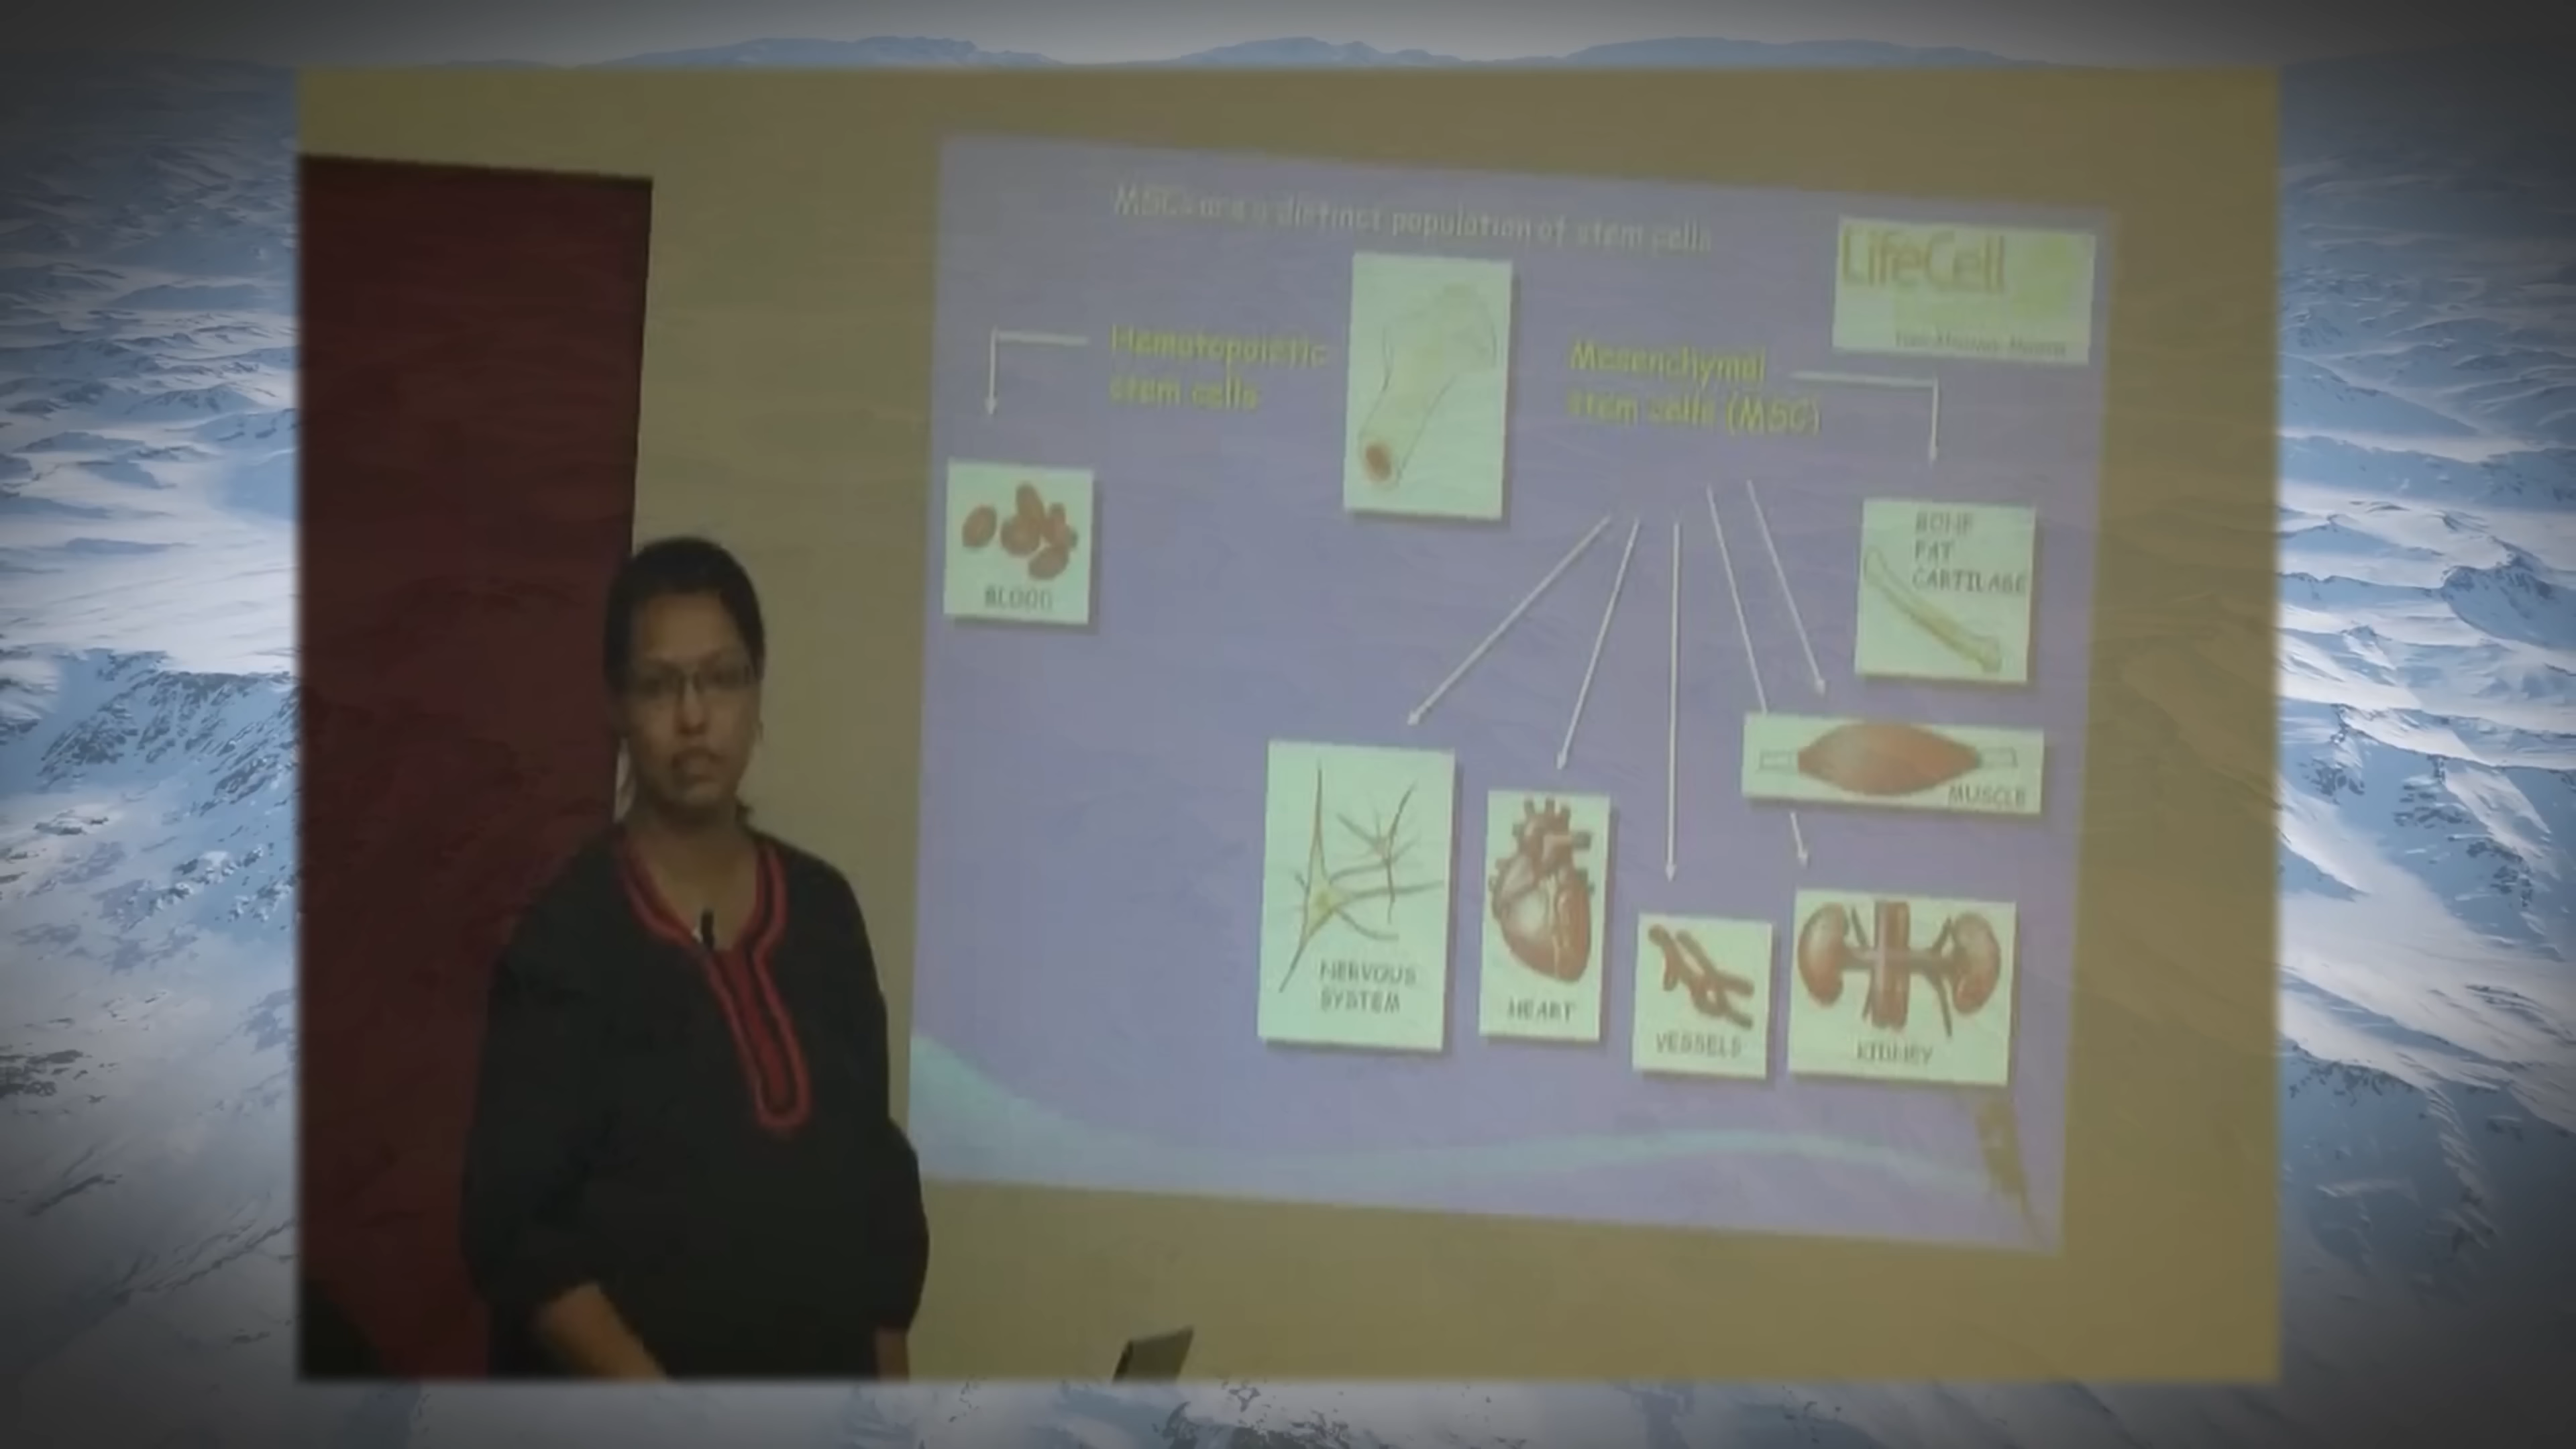 MSCs are a distinct population of stem cells
LifeCell
Hematopoietic
stem cells
Mesenchymal
stem cells (MSC)
BLOOD
BONE
FAT
CARTILAGE
MUSCLE
NERVOUS
SYSTEM
HEART
VESSELS
KIDNEY